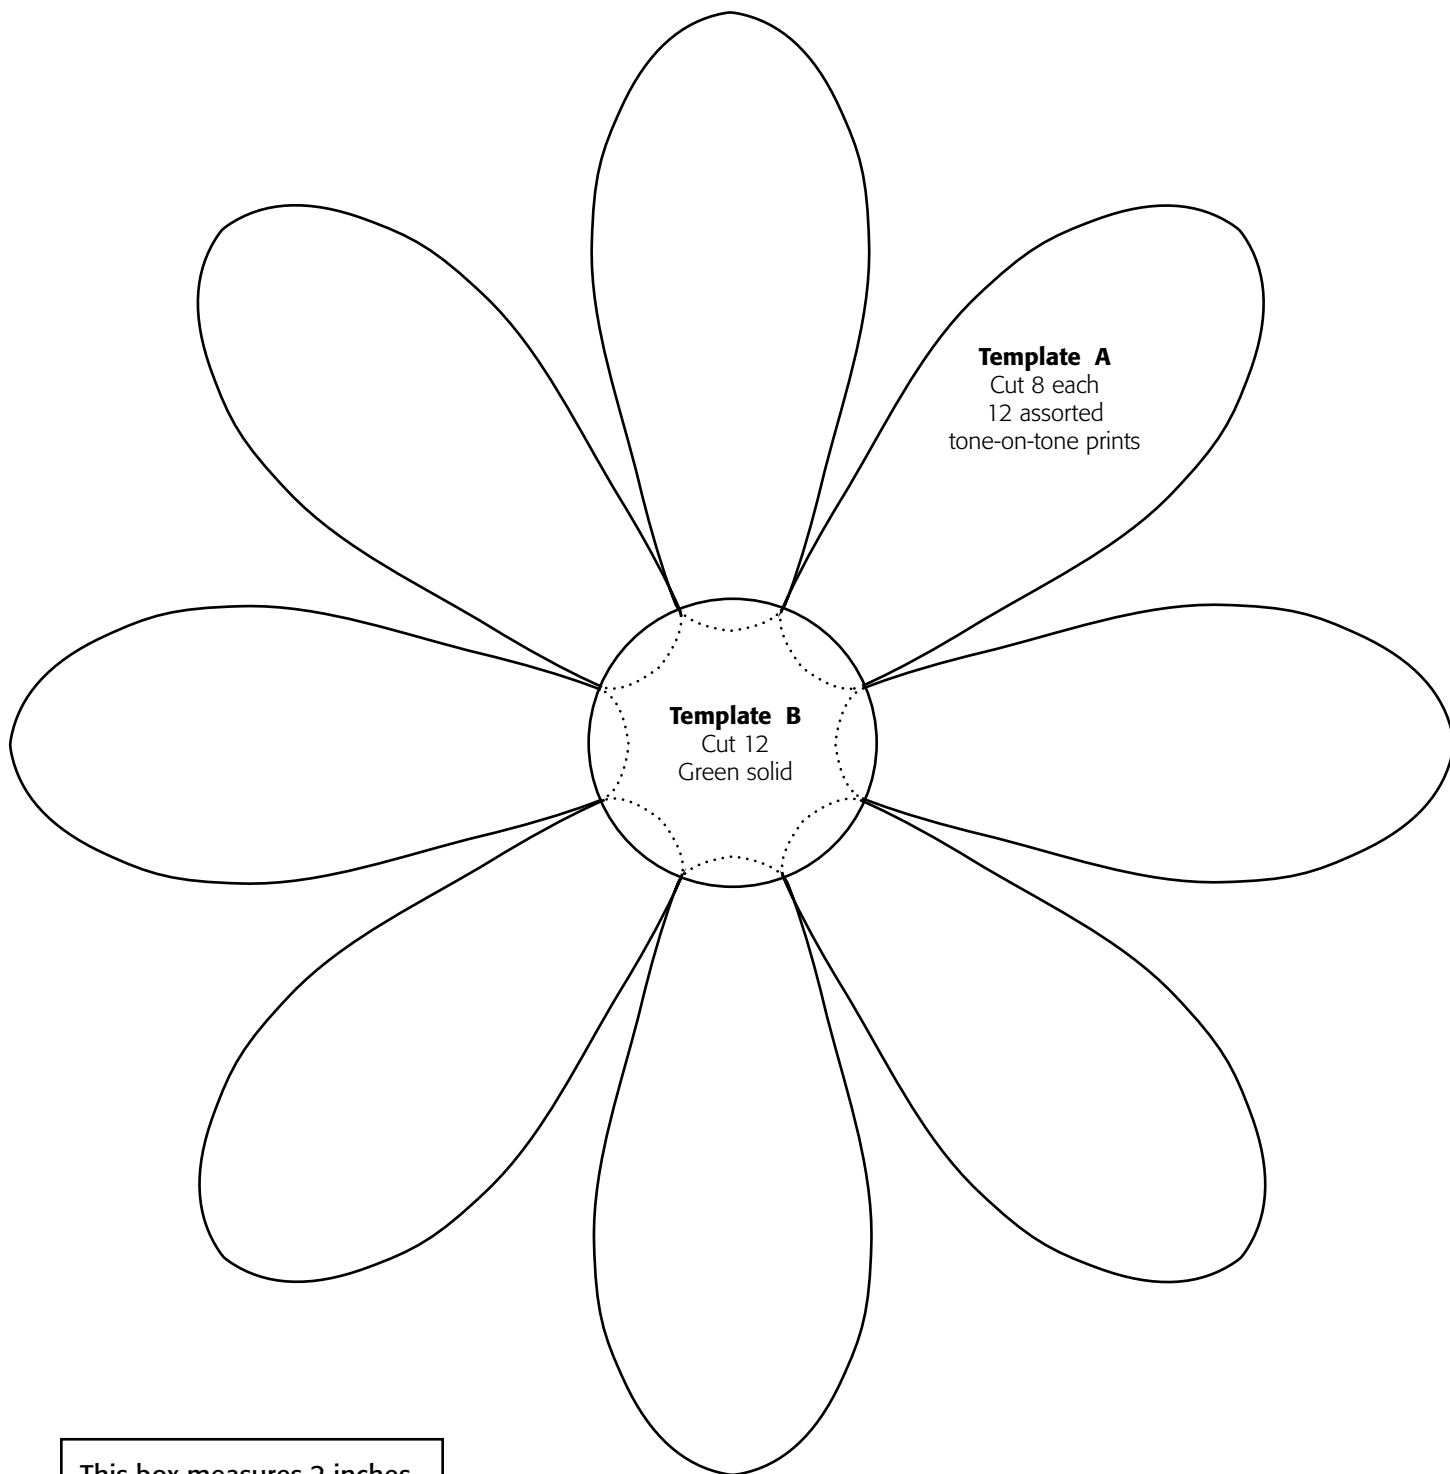 Template A
Cut 8 each
12 assorted
tone-on-tone prints
Template B
Cut 12
Green solid
This box measures 2 inches